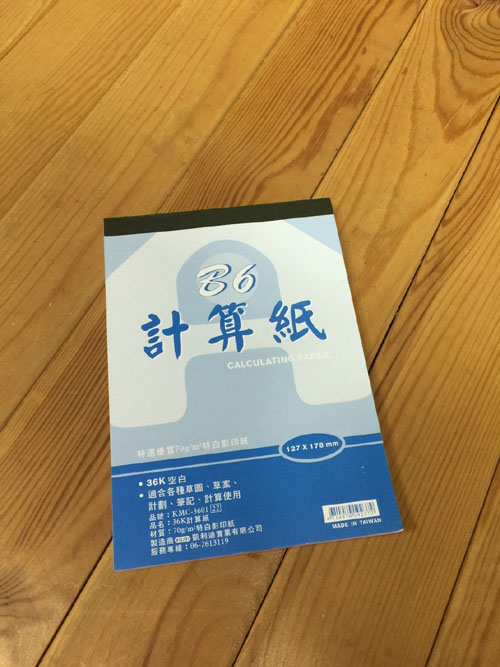 B6
計算紙
CALCULATING PAPER
特選優質70g/m²特白影印紙
127 X 178 mm
• 36K 空白
• 適合各種草圖、草案、
計劃、筆記、計算使用
品號：KMC-3601 22
品名：36K計算紙
材質：70g/m²特白影印紙
製造商 凱利迪實業有限公司
服務專線：06-2613119
MADE IN TAIWAN